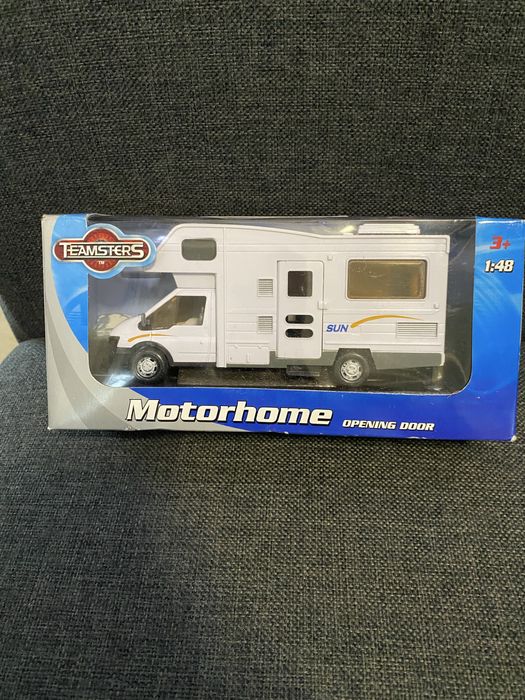 TEAMSTERS
TM
3+
1:48
SUN
Motorhome
OPENING DOOR